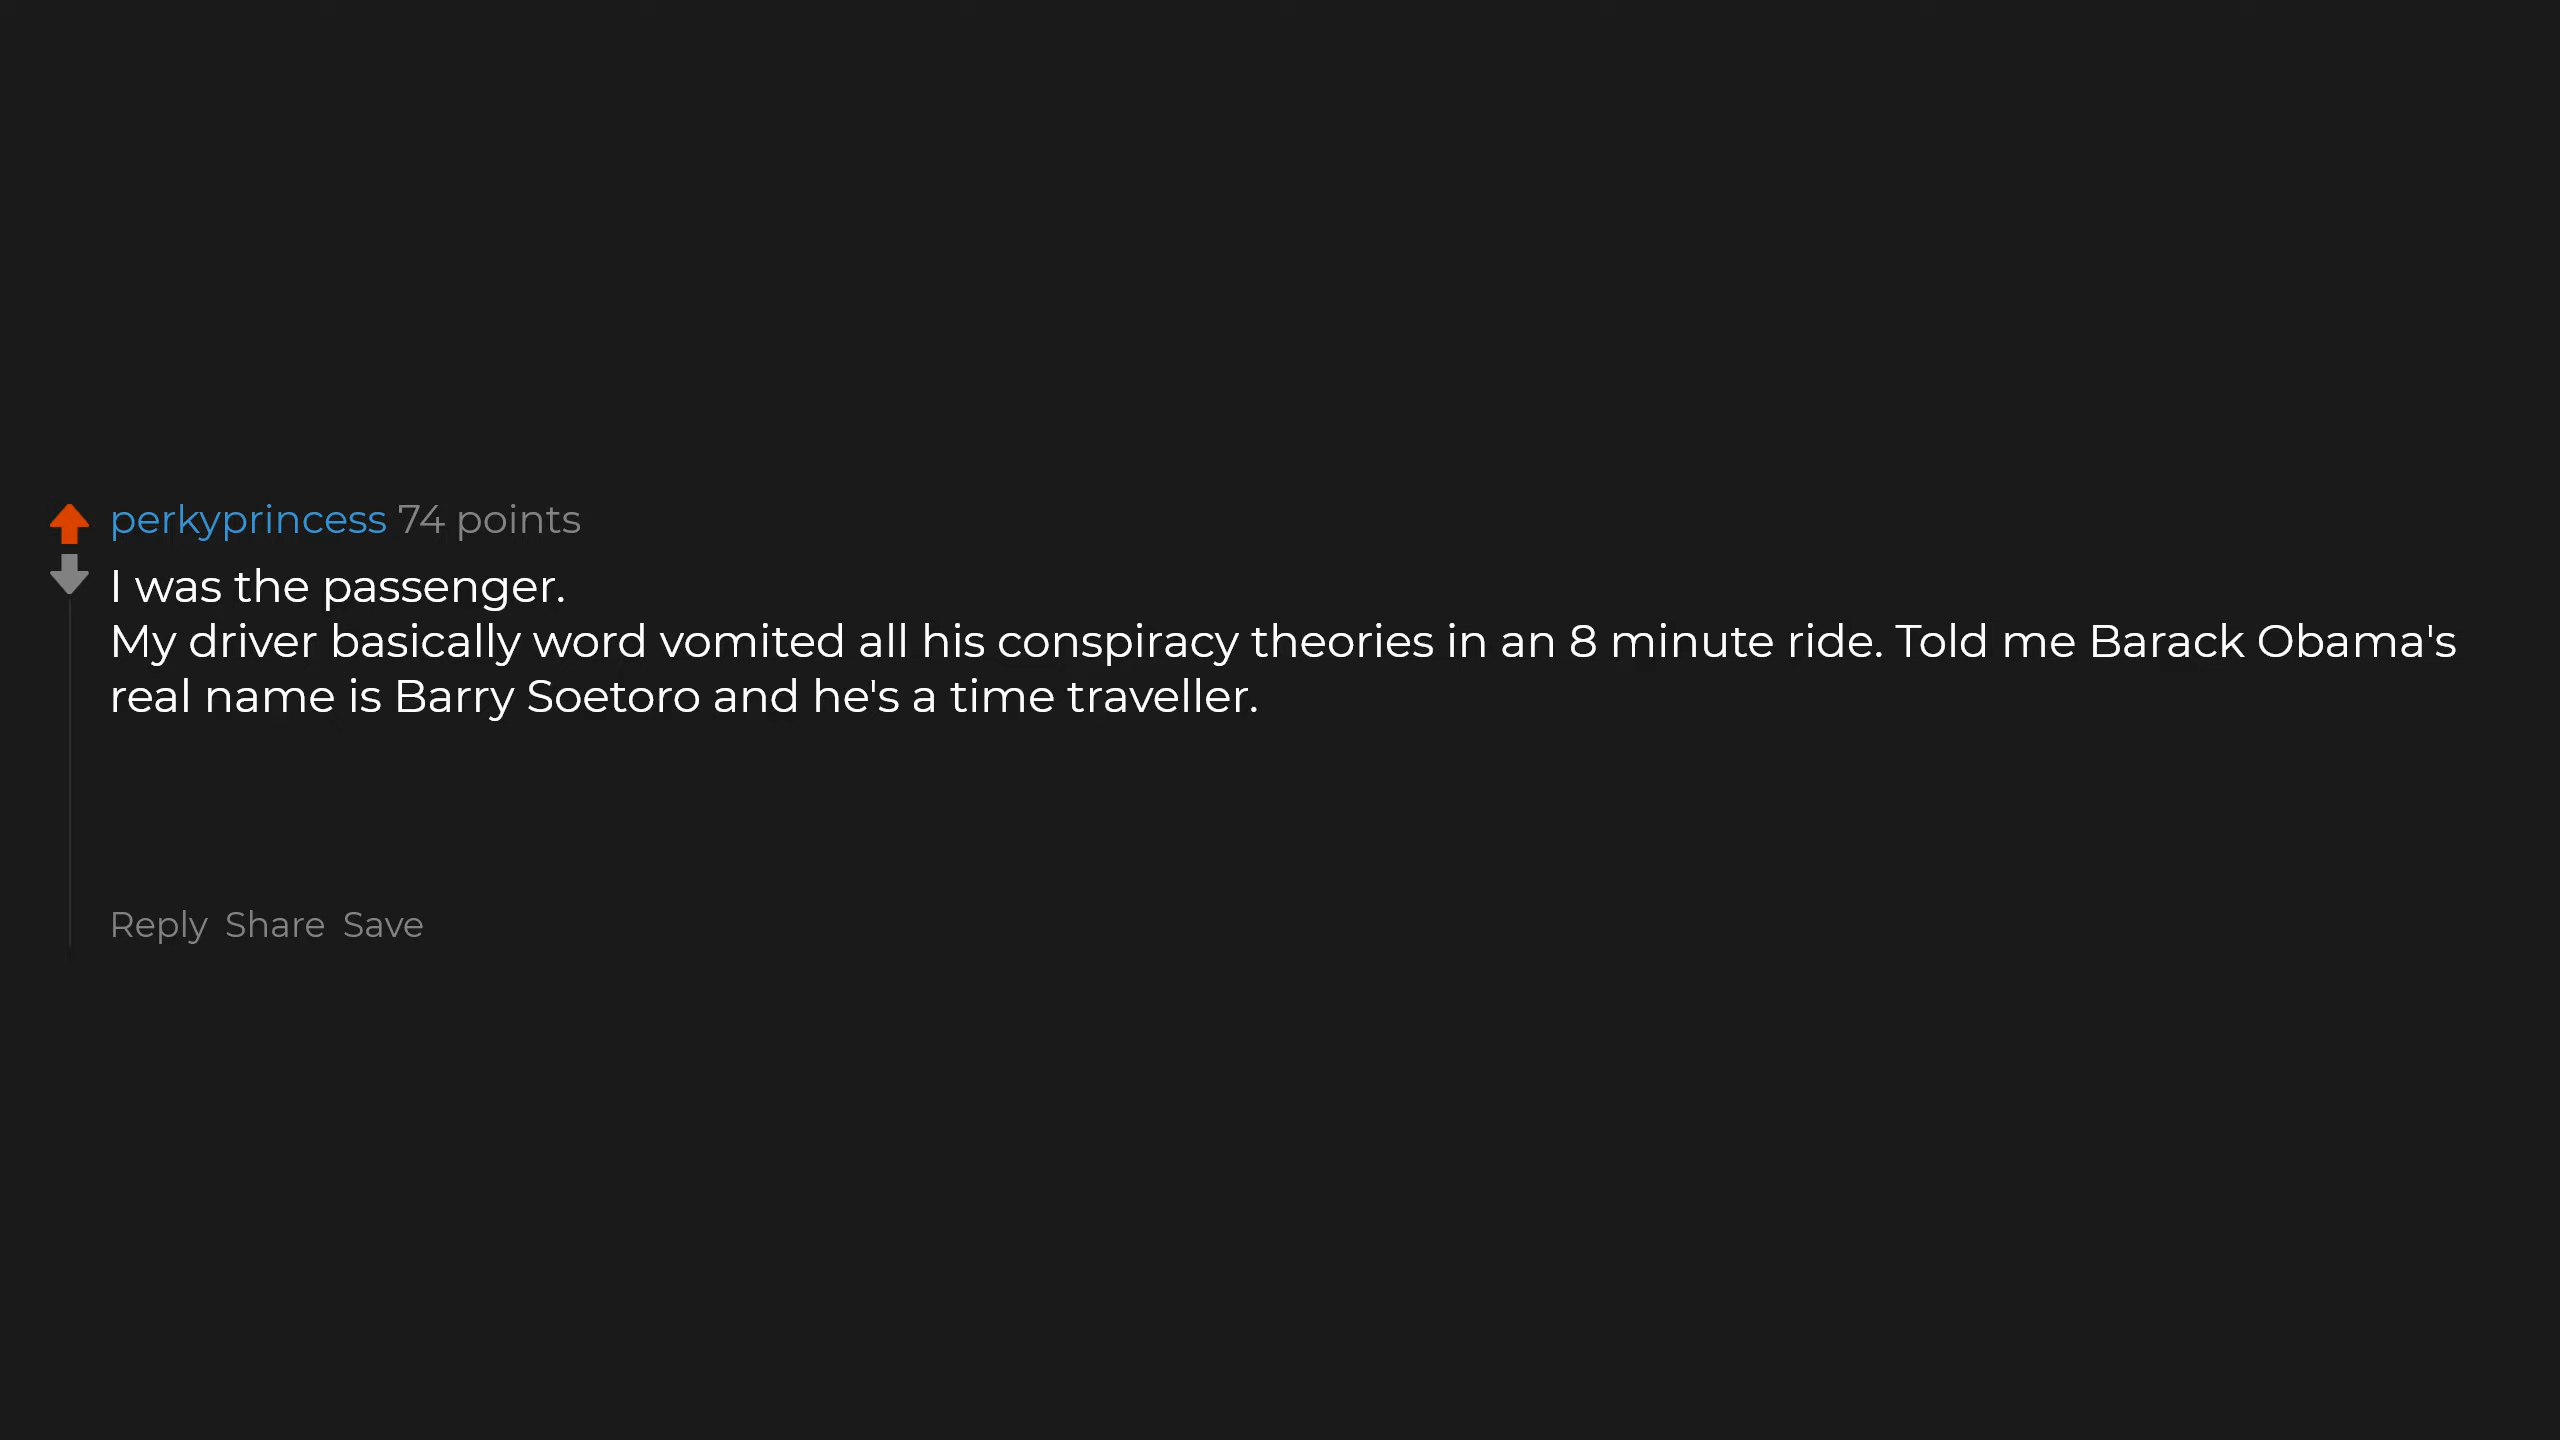 perkyprincess 74 points
I was the passenger.
My driver basically word vomited all his conspiracy theories in an 8 minute ride. Told me Barack Obama's
real name is Barry Soetoro and he's a time traveller.
Reply Share Save